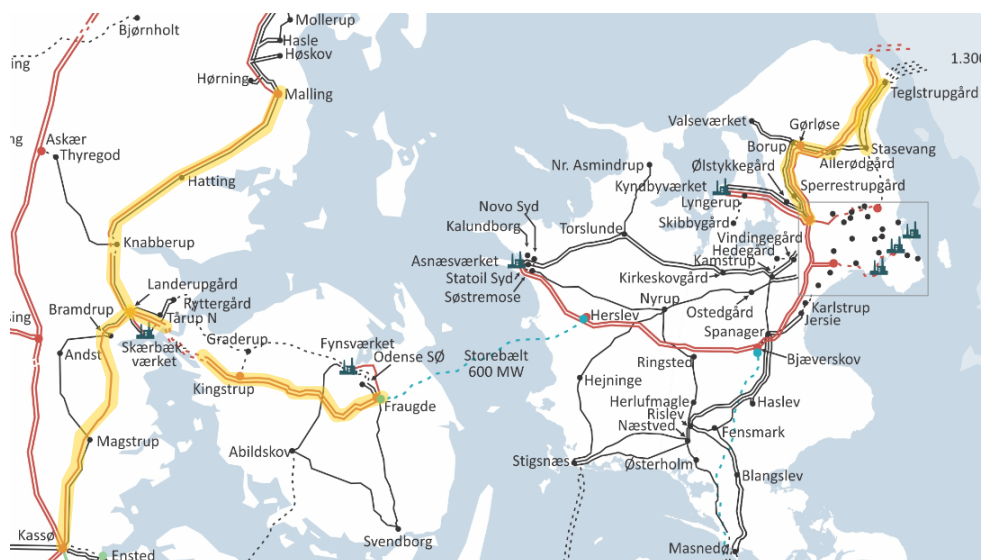 Bjørnholt
ing
ng
Askær
Thyregod
sing
Mollerup
Hasle
Høskov
Hørning
Malling
Hatting
Knabberup
Landerupgård
Ryttergård
Tårup N
Bramdrup
Andst
Skærbæk
værket
Graderup
Kingstrup
Fynsværket
Odense SØ
Fraugde
Magstrup
Abildskov
Svendborg
Kassø
Ensted
Storebælt
600 MW
1.300
Teglstrupgård
Valseværket
Gørløse
Borup
Stasevang
Allerødgård
Nr. Asmindrup
Ølstykkegård
Kyndbyværket
Sperrestrupgård
Lyngerup
Skibbygård
Novo Syd
Kalundborg
Torslunde
Vindingegård
Hedegård
Kamstrup
Asnæsværket
Statoil Syd
Kirkeskovgård
Søstremose
Nyrup
Ostedgård
Karlstrup
Jersie
Herslev
Spanager
Bjæverskov
Ringsted
Hejninge
Herlufmagle
Haslev
Rislev
Næstved
Fensmark
Stigsnæs
Østerholm
Blangslev
Masnedø